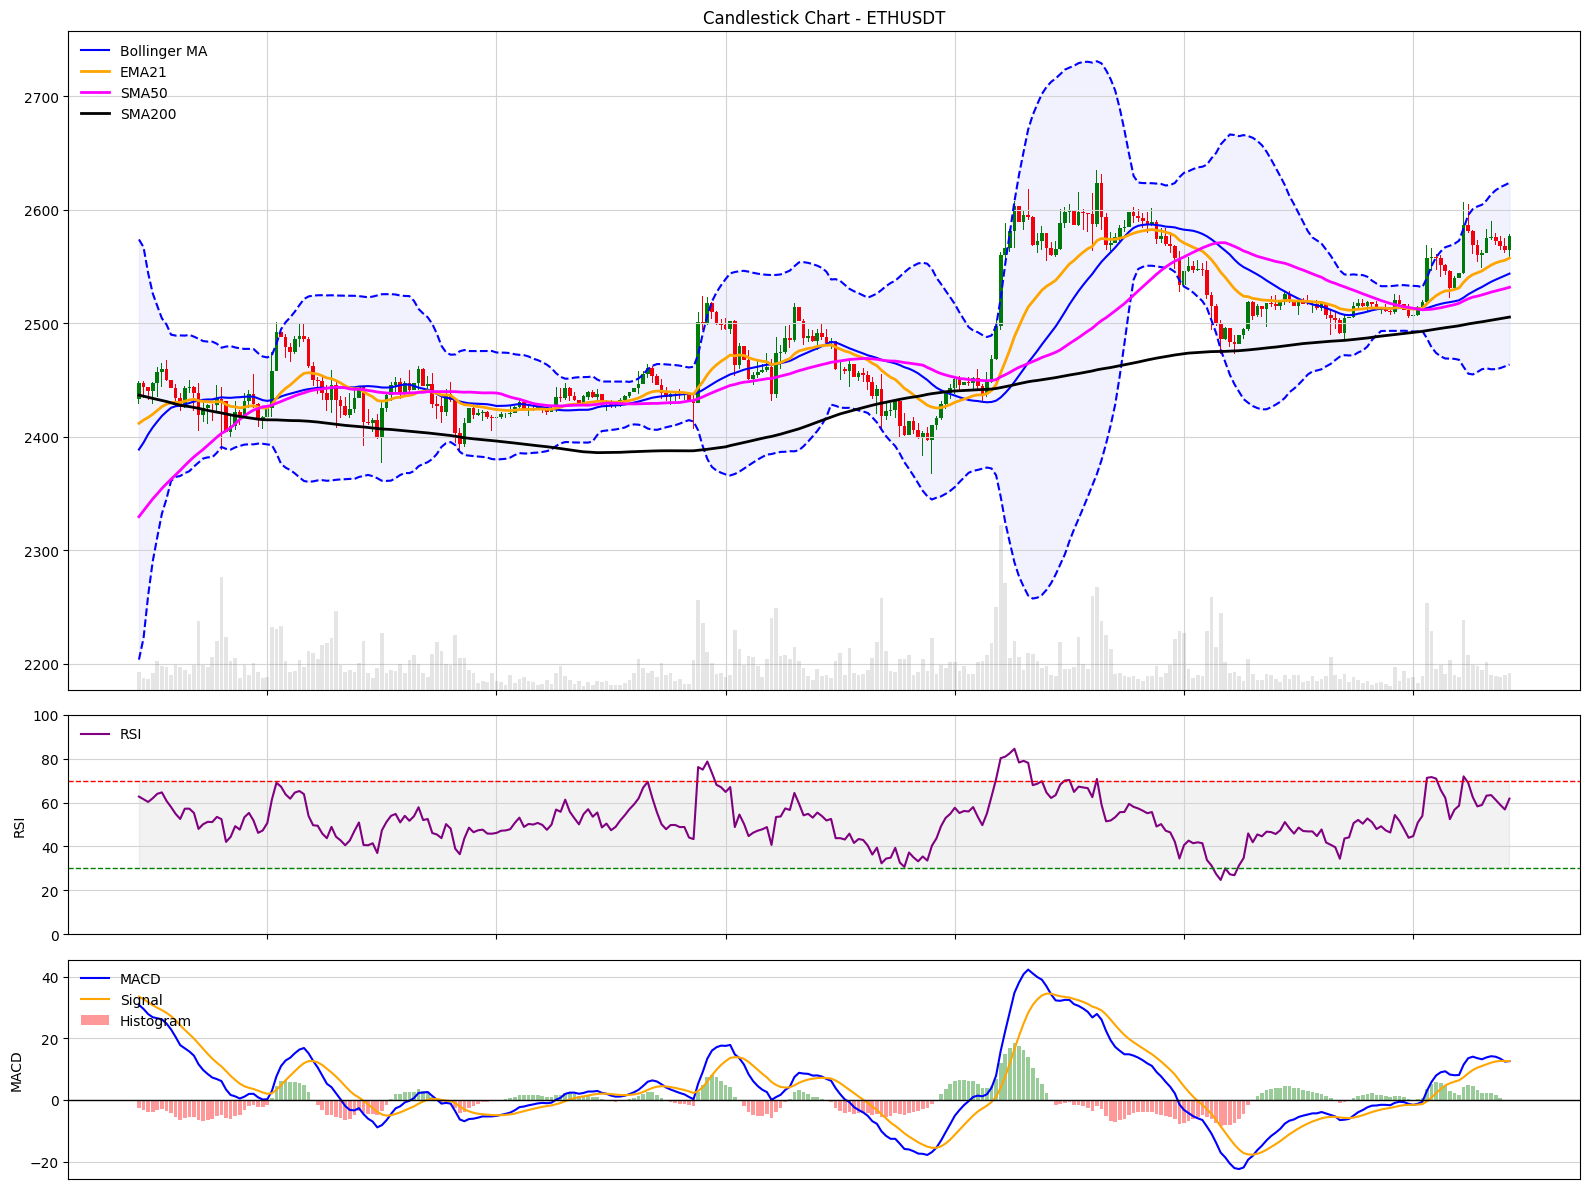 Candlestick Chart - ETHUSDT
Bollinger MA
EMA21
SMA50
SMA200
2700
2600
2500
2400
2300
2200
RSI
RSI
100
80
60
40
20
0
MACD
MACD
Signal
Histogram
40
20
0
−20